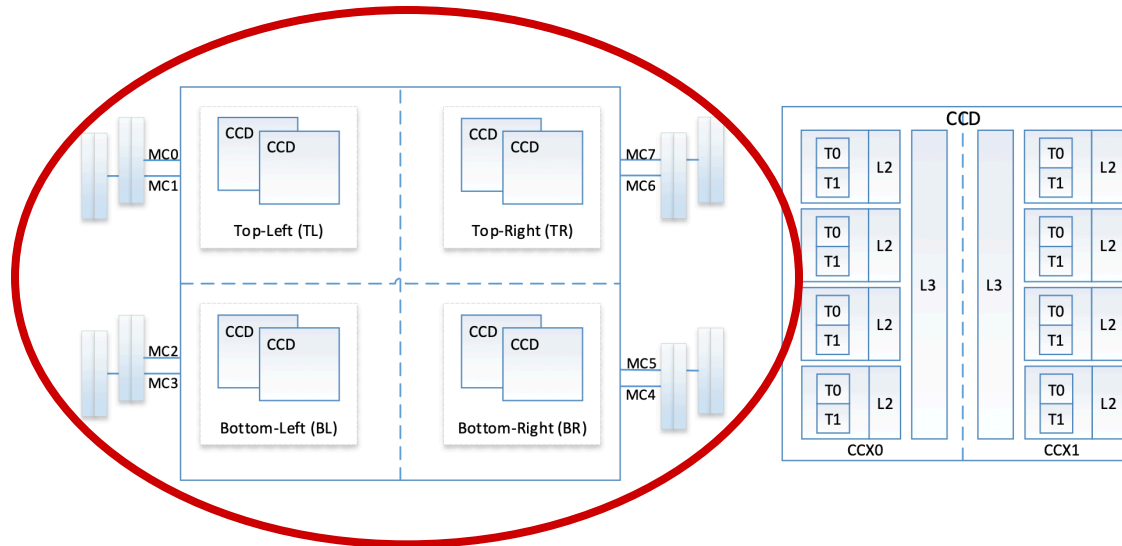 MC0
MC1
CCD
CCD
Top-Left (TL)
CCD
CCD
Top-Right (TR)
MC7
MC6
MC2
MC3
CCD
CCD
Bottom-Left (BL)
CCD
CCD
Bottom-Right (BR)
MC5
MC4
CCD
T0
T1
L2
T0
T1
L2
T0
T1
L2
T0
T1
L2
L3
CCX0
L3
T0
T1
L2
T0
T1
L2
T0
T1
L2
T0
T1
L2
CCX1